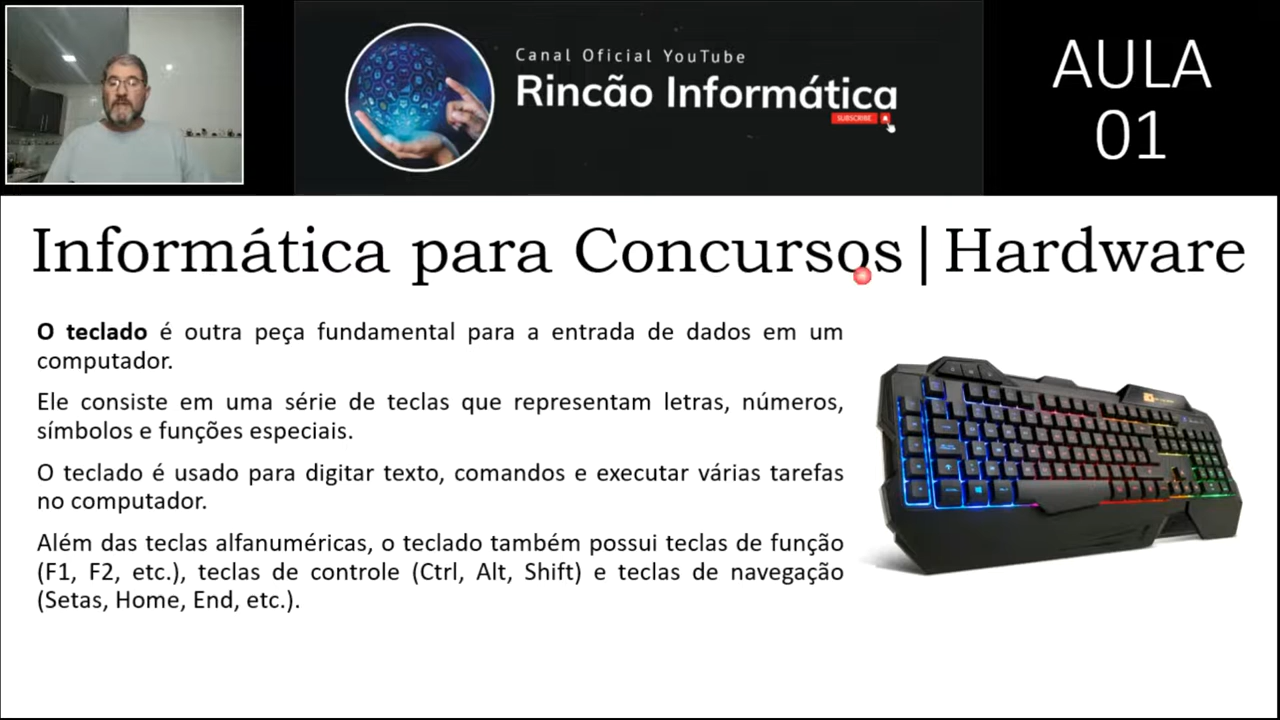 Canal Oficial YouTube
Rincão Informática
SUBSCRIBE
AULA
01
Informática para Concursos|Hardware
O teclado é outra peça fundamental para a entrada de dados em um
computador.
Ele consiste em uma série de teclas que representam letras, números,
símbolos e funções especiais.
O teclado é usado para digitar texto, comandos e executar várias tarefas
no computador.
Além das teclas alfanuméricas, o teclado também possui teclas de função
(F1, F2, etc.), teclas de controle (Ctrl, Alt, Shift) e teclas de navegação
(Setas, Home, End, etc.).